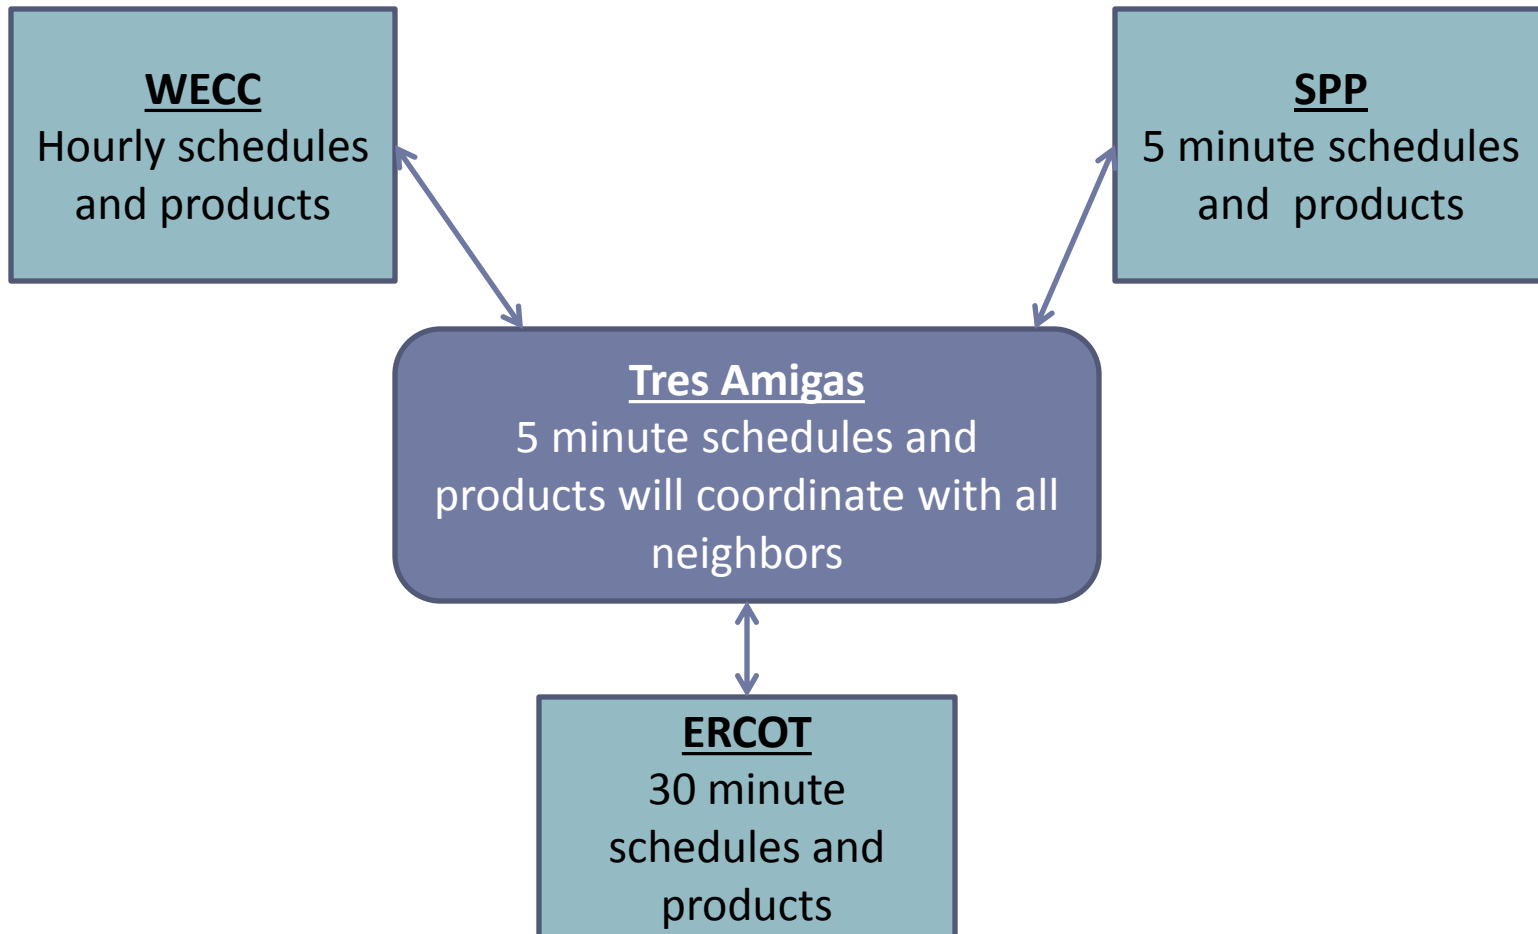 WECC
Hourly schedules
and products
SPP
5 minute schedules
and products
Tres Amigas
5 minute schedules and
products will coordinate with all
neighbors
ERCOT
30 minute
schedules and
products